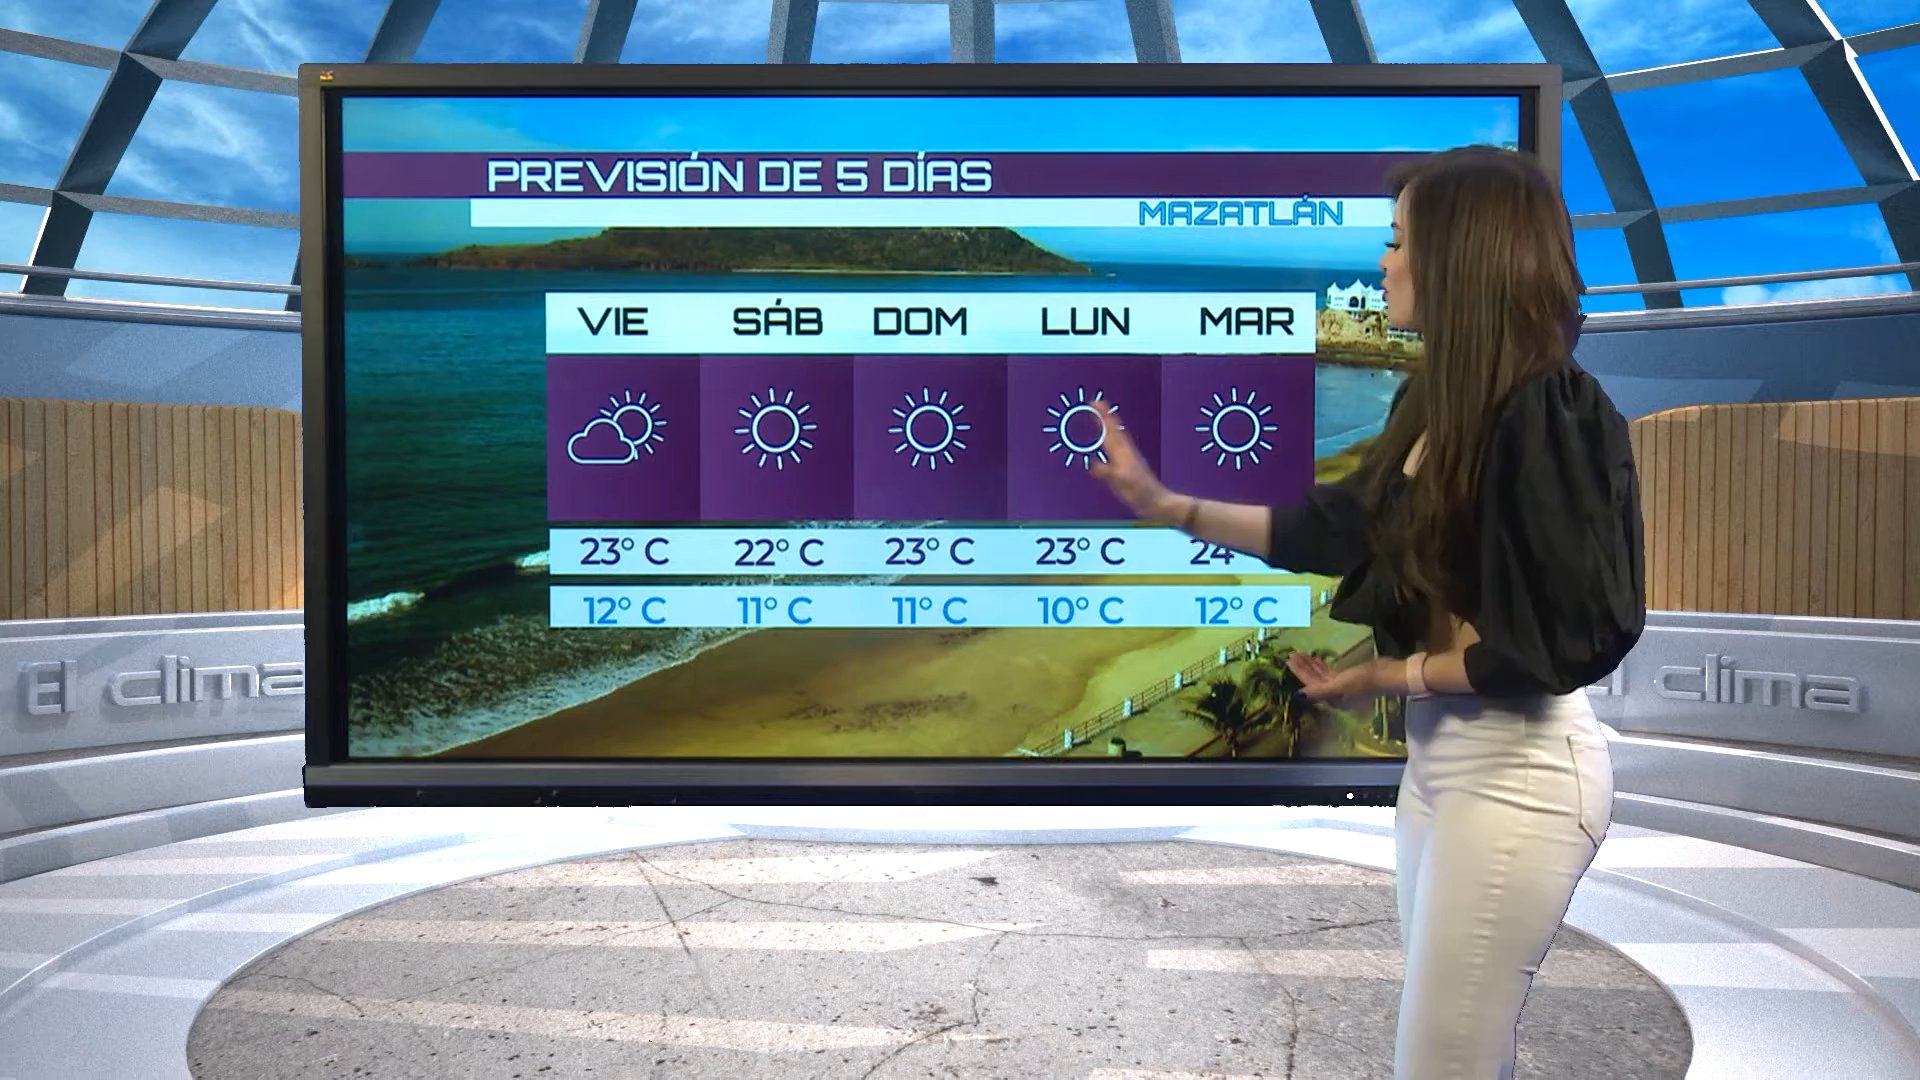 PREVISIÓN DE 5 DÍAS
MAZATLÁN
VIE SÁB DOM LUN MAR
23° C 22° C 23° C 23° C 24
12° C 11° C 11° C 10° C 12° C
El clima
clima